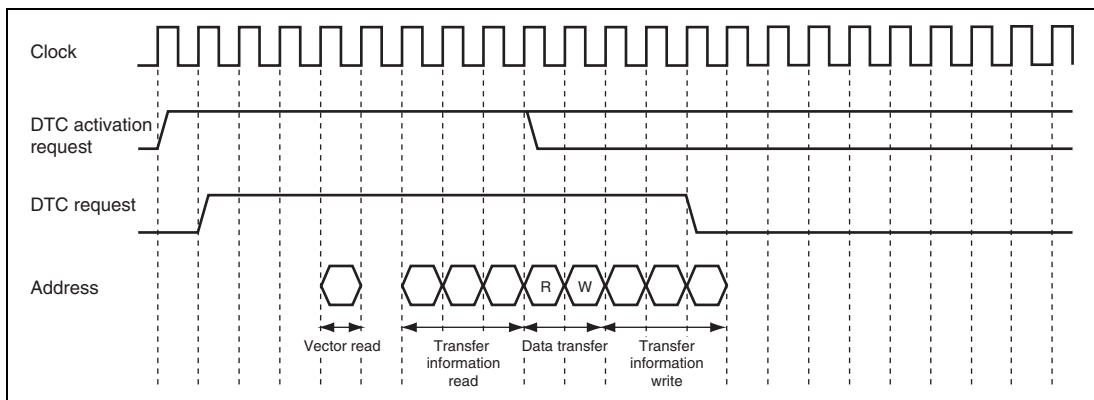 Clock
DTC activation
request
DTC request
Address
R
W
Vector read
Transfer
information
read
Data transfer
Transfer
information
write